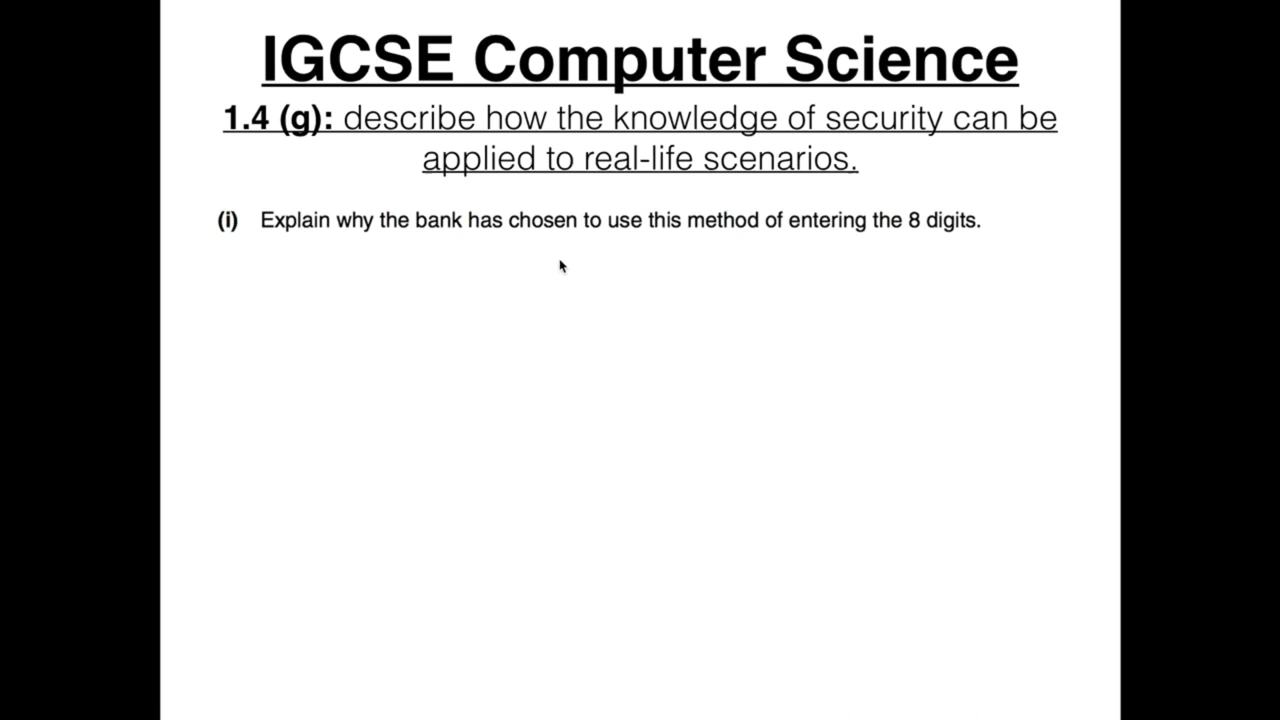 IGCSE Computer Science
1.4 (g): describe how the knowledge of security can be
applied to real-life scenarios.
(i) Explain why the bank has chosen to use this method of entering the 8 digits.